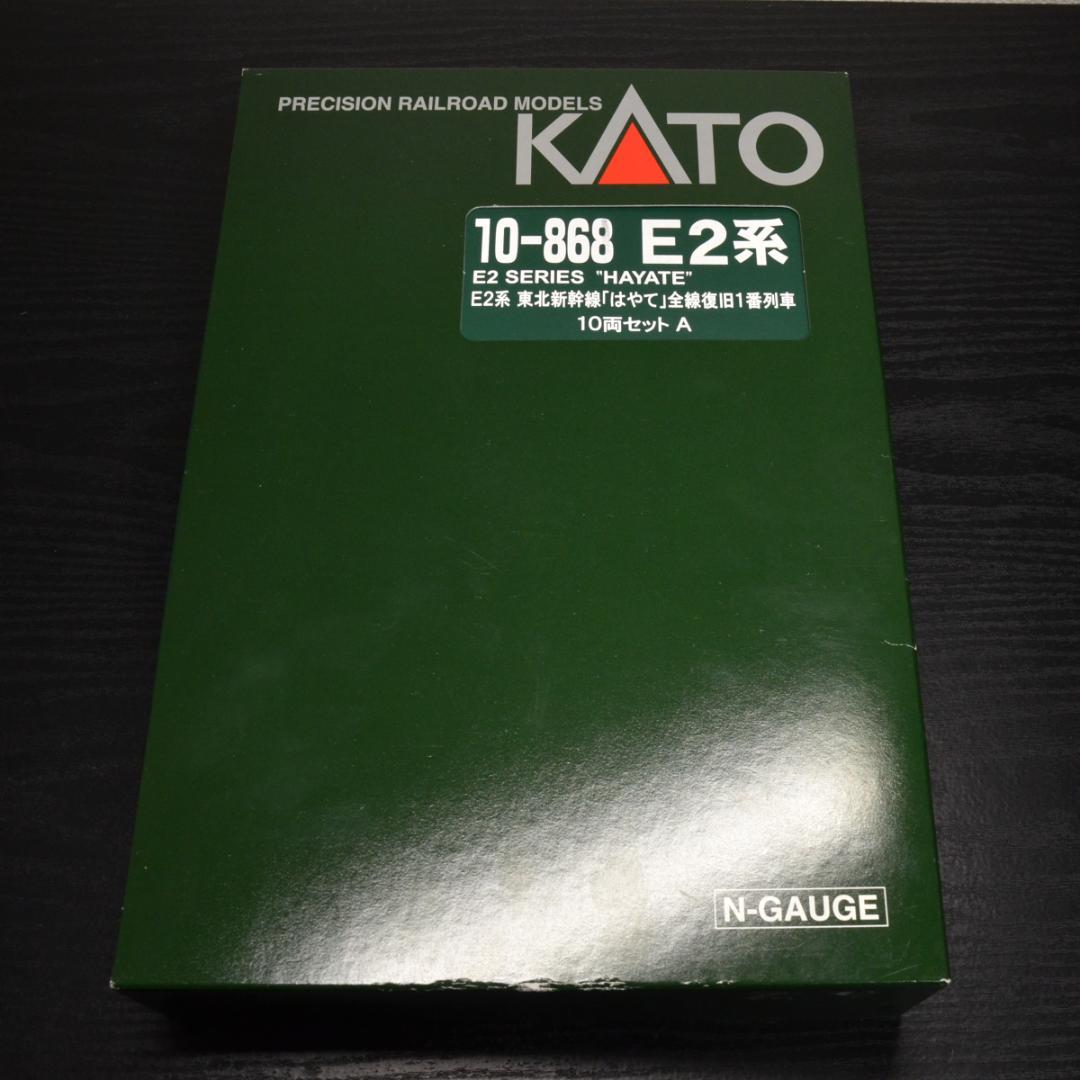 PRECISION RAILROAD MODELS
KATO
10-868 E2系
E2 SERIES "HAYATE"
E2系 東北新幹線「はやて」全線復旧1番列車
10両セット A
N-GAUGE